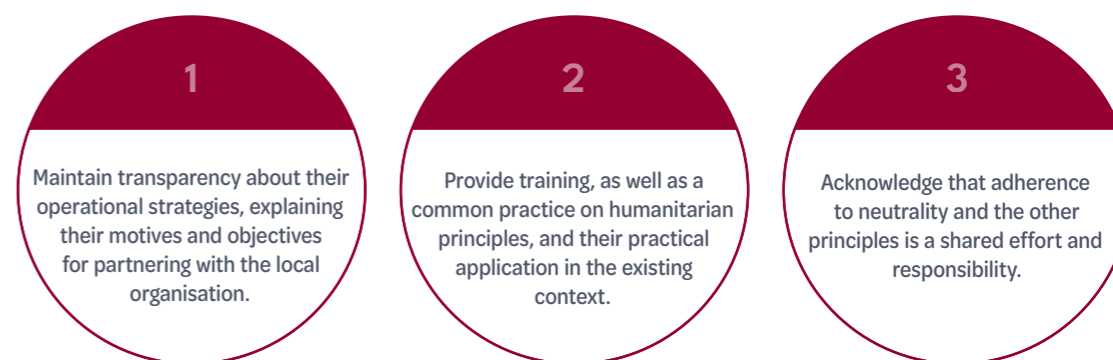 1
Maintain transparency about their
operational strategies, explaining
their motives and objectives
for partnering with the local
organisation.
2
Provide training, as well as a
common practice on humanitarian
principles, and their practical
application in the existing
context.
3
Acknowledge that adherence
to neutrality and the other
principles is a shared effort and
responsibility.